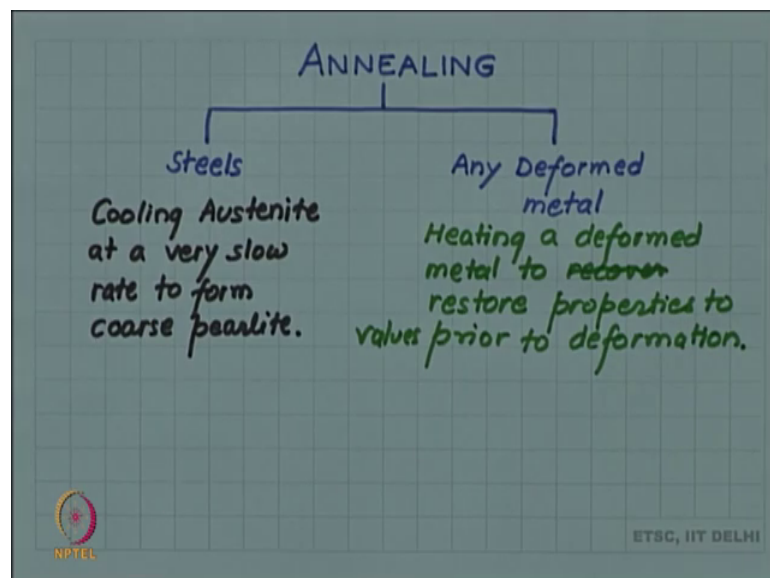 ANNEALING
Steels
Cooling Austenite
at a very slow
rate to form
coarse pearlite.
Any Deformed
metal
Heating a deformed
metal to recover
restore properties to
values prior to deformation.
NPTEL
ETSC, IIT DELHI